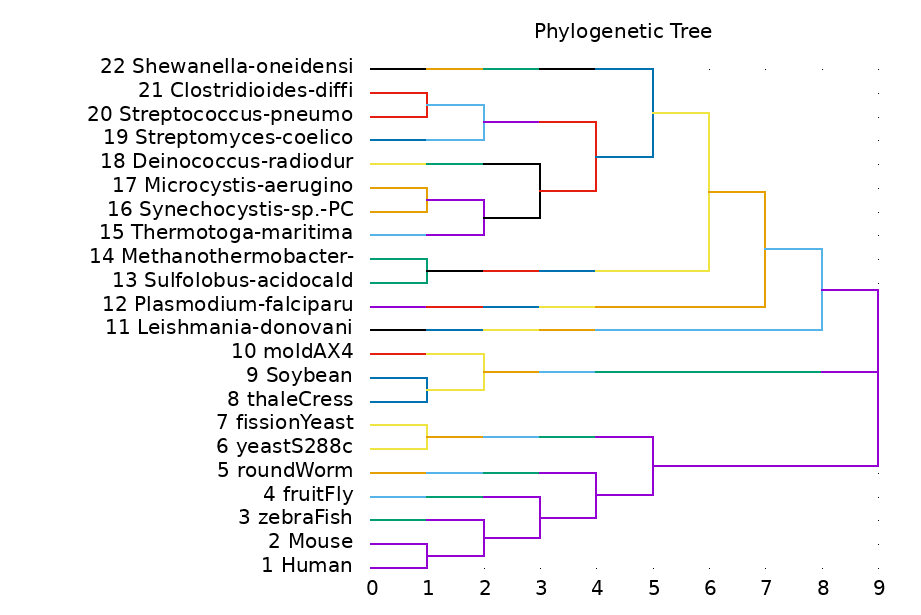 Phylogenetic Tree
22 Shewanella-oneidensi
21 Clostridioides-diffi
20 Streptococcus-pneumo
19 Streptomyces-coelico
18 Deinococcus-radiodur
17 Microcystis-aerugino
16 Synechocystis-sp.-PC
15 Thermotoga-maritima
14 Methanothermobacter-
13 Sulfolobus-acidocald
12 Plasmodium-falciparu
11 Leishmania-donovani
10 moldAX4
9 Soybean
8 thaleCress
7 fissionYeast
6 yeastS288c
5 roundWorm
4 fruitFly
3 zebraFish
2 Mouse
1 Human
0 1 2 3 4 5 6 7 8 9